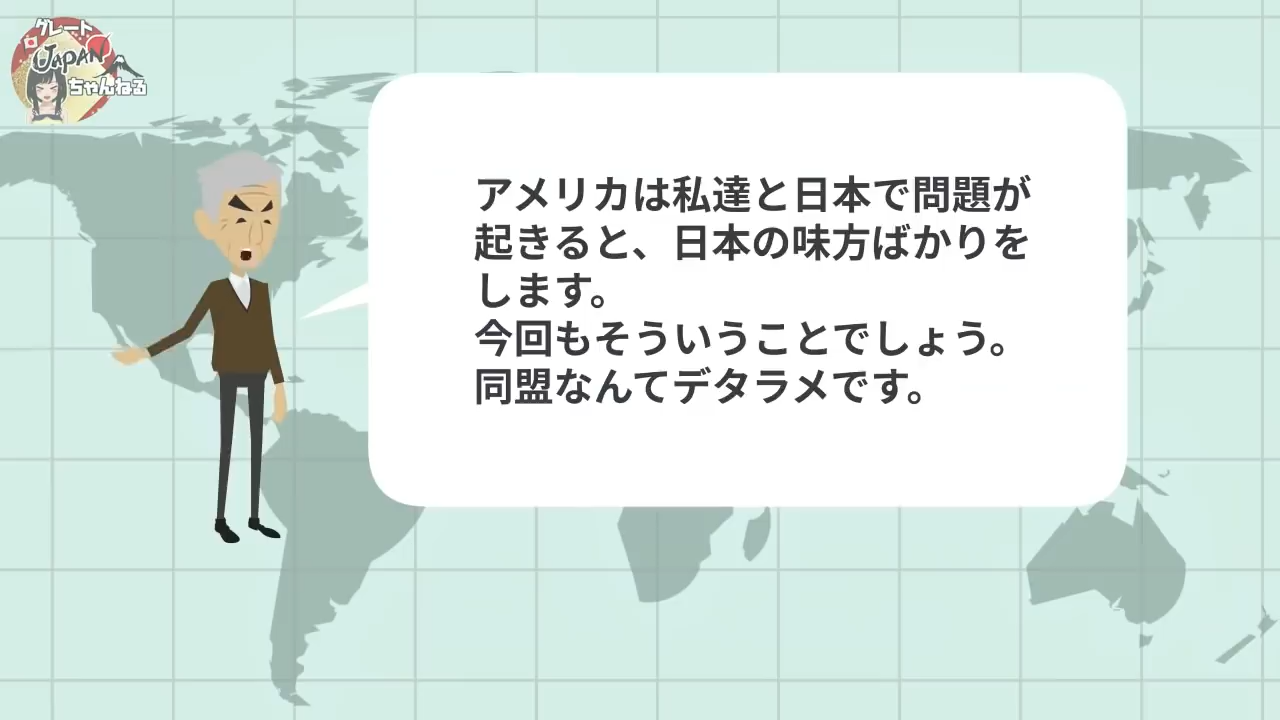 グレート
JAPAN
ちゃんねる
アメリカは私達と日本で問題が
起きると、日本の味方ばかりを
します。
今回もそういうことでしょう。
同盟なんてデタラメです。